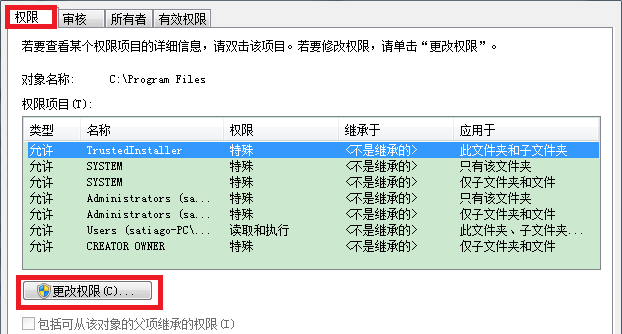 权限 审核 所有者 有效权限
若要查看某个权限项目的详细信息，请双击该项目。若要修改权限，请单击“更改权限”。
对象名称: C:\Program Files
权限项目(T):
类型 名称 权限 继承于 应用于
允许 TrustedInstaller 特殊 <不是继承的> 此文件夹和子文件夹
允许 SYSTEM 特殊 <不是继承的> 只有该文件夹
允许 SYSTEM 特殊 <不是继承的> 仅子文件夹和文件
允许 Administrators (sa... 特殊 <不是继承的> 只有该文件夹
允许 Administrators (sa... 特殊 <不是继承的> 仅子文件夹和文件
允许 Users (satiago-PC\... 读取和执行 <不是继承的> 此文件夹、子文件夹...
允许 CREATOR OWNER 特殊 <不是继承的> 仅子文件夹和文件
更改权限(C)...
包括可从该对象的父项继承的权限(I)